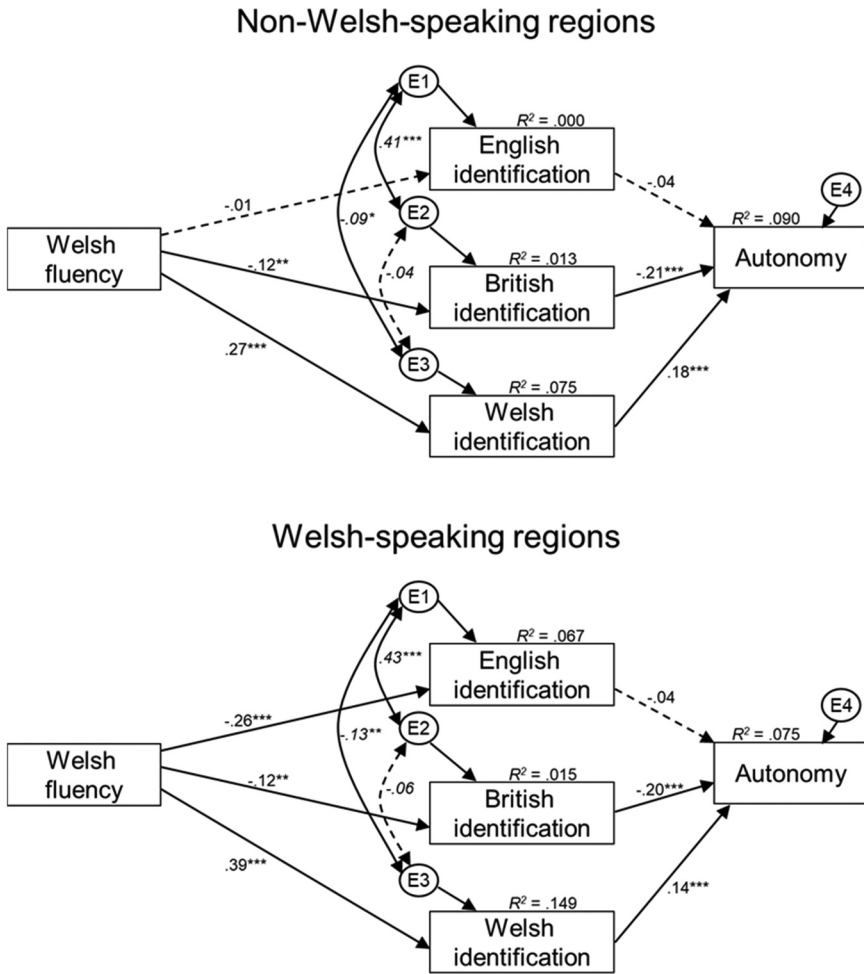 Non-Welsh-speaking regions
E1
R² = .000
.41***
English
identification
-.01
-.04
E4
-.09*
E2
R² = .090
Welsh
fluency
R² = .013
Autonomy
-.12**
-.04
British
identification
-.21***
.27***
E3
R² = .075
.18***
Welsh
identification
Welsh-speaking regions
E1
R² = .067
.43***
English
identification
-.04
-.26***
E4
-.13**
E2
R² = .075
Welsh
fluency
R² = .015
Autonomy
-.12**
-.06
British
identification
-.20***
.39***
E3
R² = .149
.14***
Welsh
identification